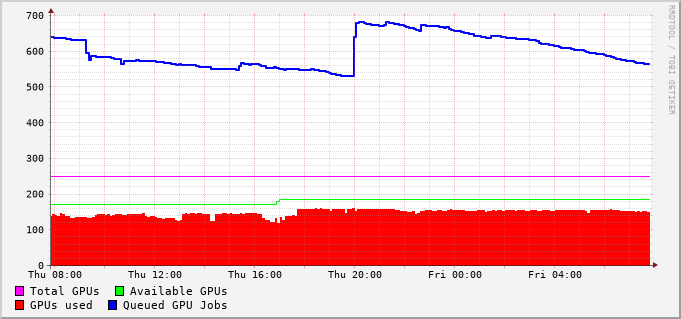 RRDTOOL / TOBI OETIKER
700
600
500
400
300
200
100
0
Thu 08:00 Thu 12:00 Thu 16:00 Thu 20:00 Fri 00:00 Fri 04:00
Total GPUs Available GPUs
GPUs used Queued GPU Jobs